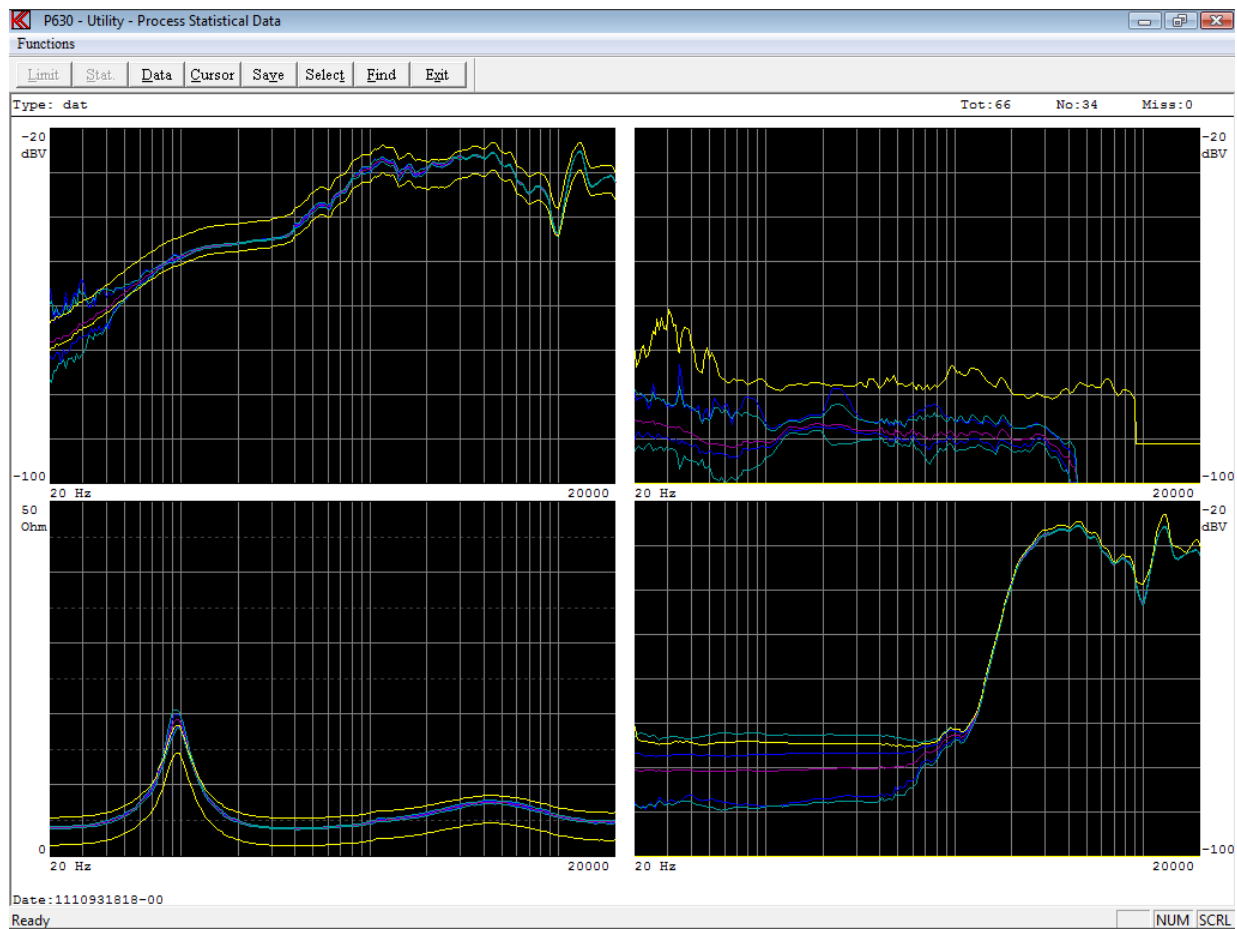 P630 - Utility - Process Statistical Data
Functions
Limit Stat. Data Cursor Save Select Find Exit
Type: dat Tot:66 No:34 Miss:0
-20
dBV
-100
20 Hz 20000
-20
dBV
-100
20 Hz 20000
50
Ohm
0
20 Hz 20000
-20
dBV
-100
20 Hz 20000
Date:1110931818-00
Ready NUM SCRL